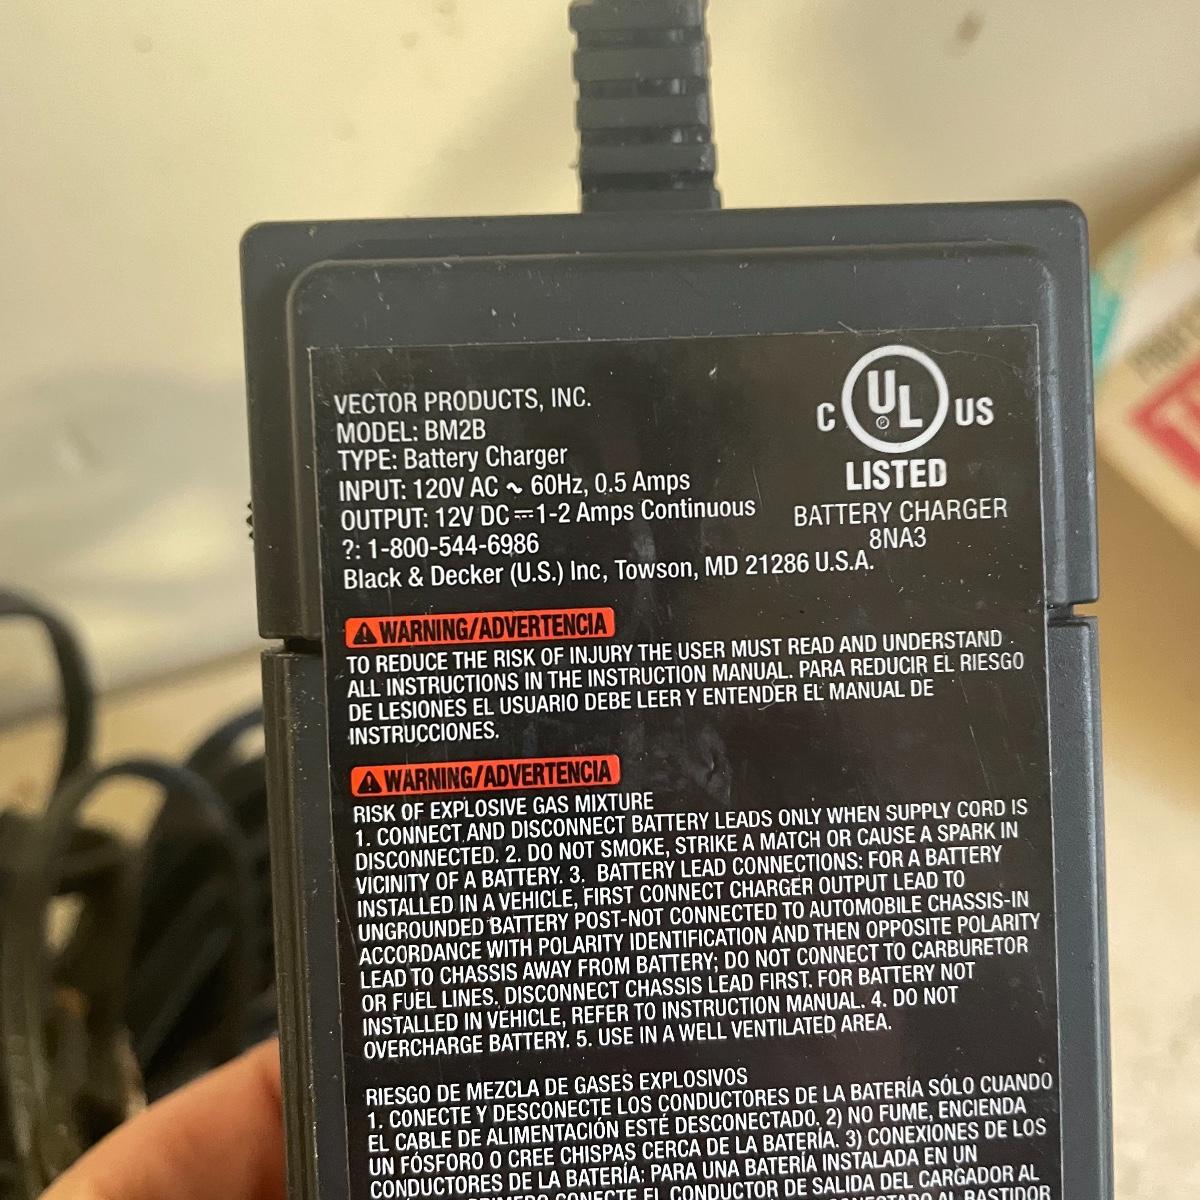 VECTOR PRODUCTS, INC.
MODEL: BM2B
TYPE: Battery Charger
INPUT: 120V AC ~ 60Hz, 0.5 Amps
OUTPUT: 12V DC ⎓ 1-2 Amps Continuous
?: 1-800-544-6986
Black & Decker (U.S.) Inc, Towson, MD 21286 U.S.A.
C UL US
LISTED
BATTERY CHARGER
8NA3
⚠ WARNING/ADVERTENCIA
TO REDUCE THE RISK OF INJURY THE USER MUST READ AND UNDERSTAND
ALL INSTRUCTIONS IN THE INSTRUCTION MANUAL. PARA REDUCIR EL RIESGO
DE LESIONES EL USUARIO DEBE LEER Y ENTENDER EL MANUAL DE
INSTRUCCIONES.
⚠ WARNING/ADVERTENCIA
RISK OF EXPLOSIVE GAS MIXTURE
1. CONNECT AND DISCONNECT BATTERY LEADS ONLY WHEN SUPPLY CORD IS
DISCONNECTED. 2. DO NOT SMOKE, STRIKE A MATCH OR CAUSE A SPARK IN
VICINITY OF A BATTERY. 3. BATTERY LEAD CONNECTIONS: FOR A BATTERY
INSTALLED IN A VEHICLE, FIRST CONNECT CHARGER OUTPUT LEAD TO
UNGROUNDED BATTERY POST-NOT CONNECTED TO AUTOMOBILE CHASSIS-IN
ACCORDANCE WITH POLARITY IDENTIFICATION AND THEN OPPOSITE POLARITY
LEAD TO CHASSIS AWAY FROM BATTERY; DO NOT CONNECT TO CARBURETOR
OR FUEL LINES. DISCONNECT CHASSIS LEAD FIRST. FOR BATTERY NOT
INSTALLED IN VEHICLE, REFER TO INSTRUCTION MANUAL. 4. DO NOT
OVERCHARGE BATTERY. 5. USE IN A WELL VENTILATED AREA.
RIESGO DE MEZCLA DE GASES EXPLOSIVOS
1. CONECTE Y DESCONECTE LOS CONDUCTORES DE LA BATERÍA SÓLO CUANDO
EL CABLE DE ALIMENTACIÓN ESTÉ DESCONECTADO. 2) NO FUME, ENCIENDA
UN FÓSFORO O CREE CHISPAS CERCA DE LA BATERÍA. 3) CONEXIONES DE LOS
CONDUCTORES DE LA BATERÍA: PARA UNA BATERÍA INSTALADA EN UN
PRIMERO CONECTE EL CONDUCTOR DE SALIDA DEL CARGADOR AL
AL BASTIDOR